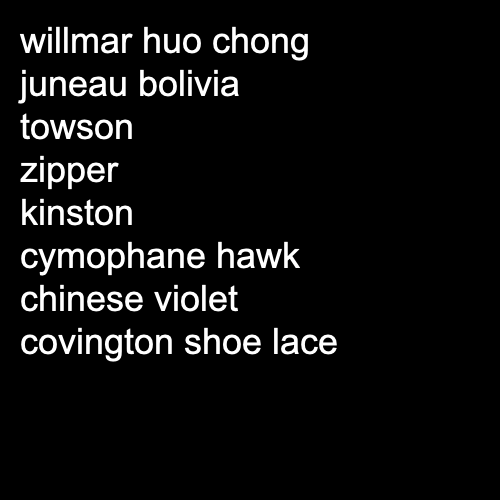 willmar huo chong
juneau bolivia
towson
zipper
kinston
cymophane hawk
chinese violet
covington shoe lace